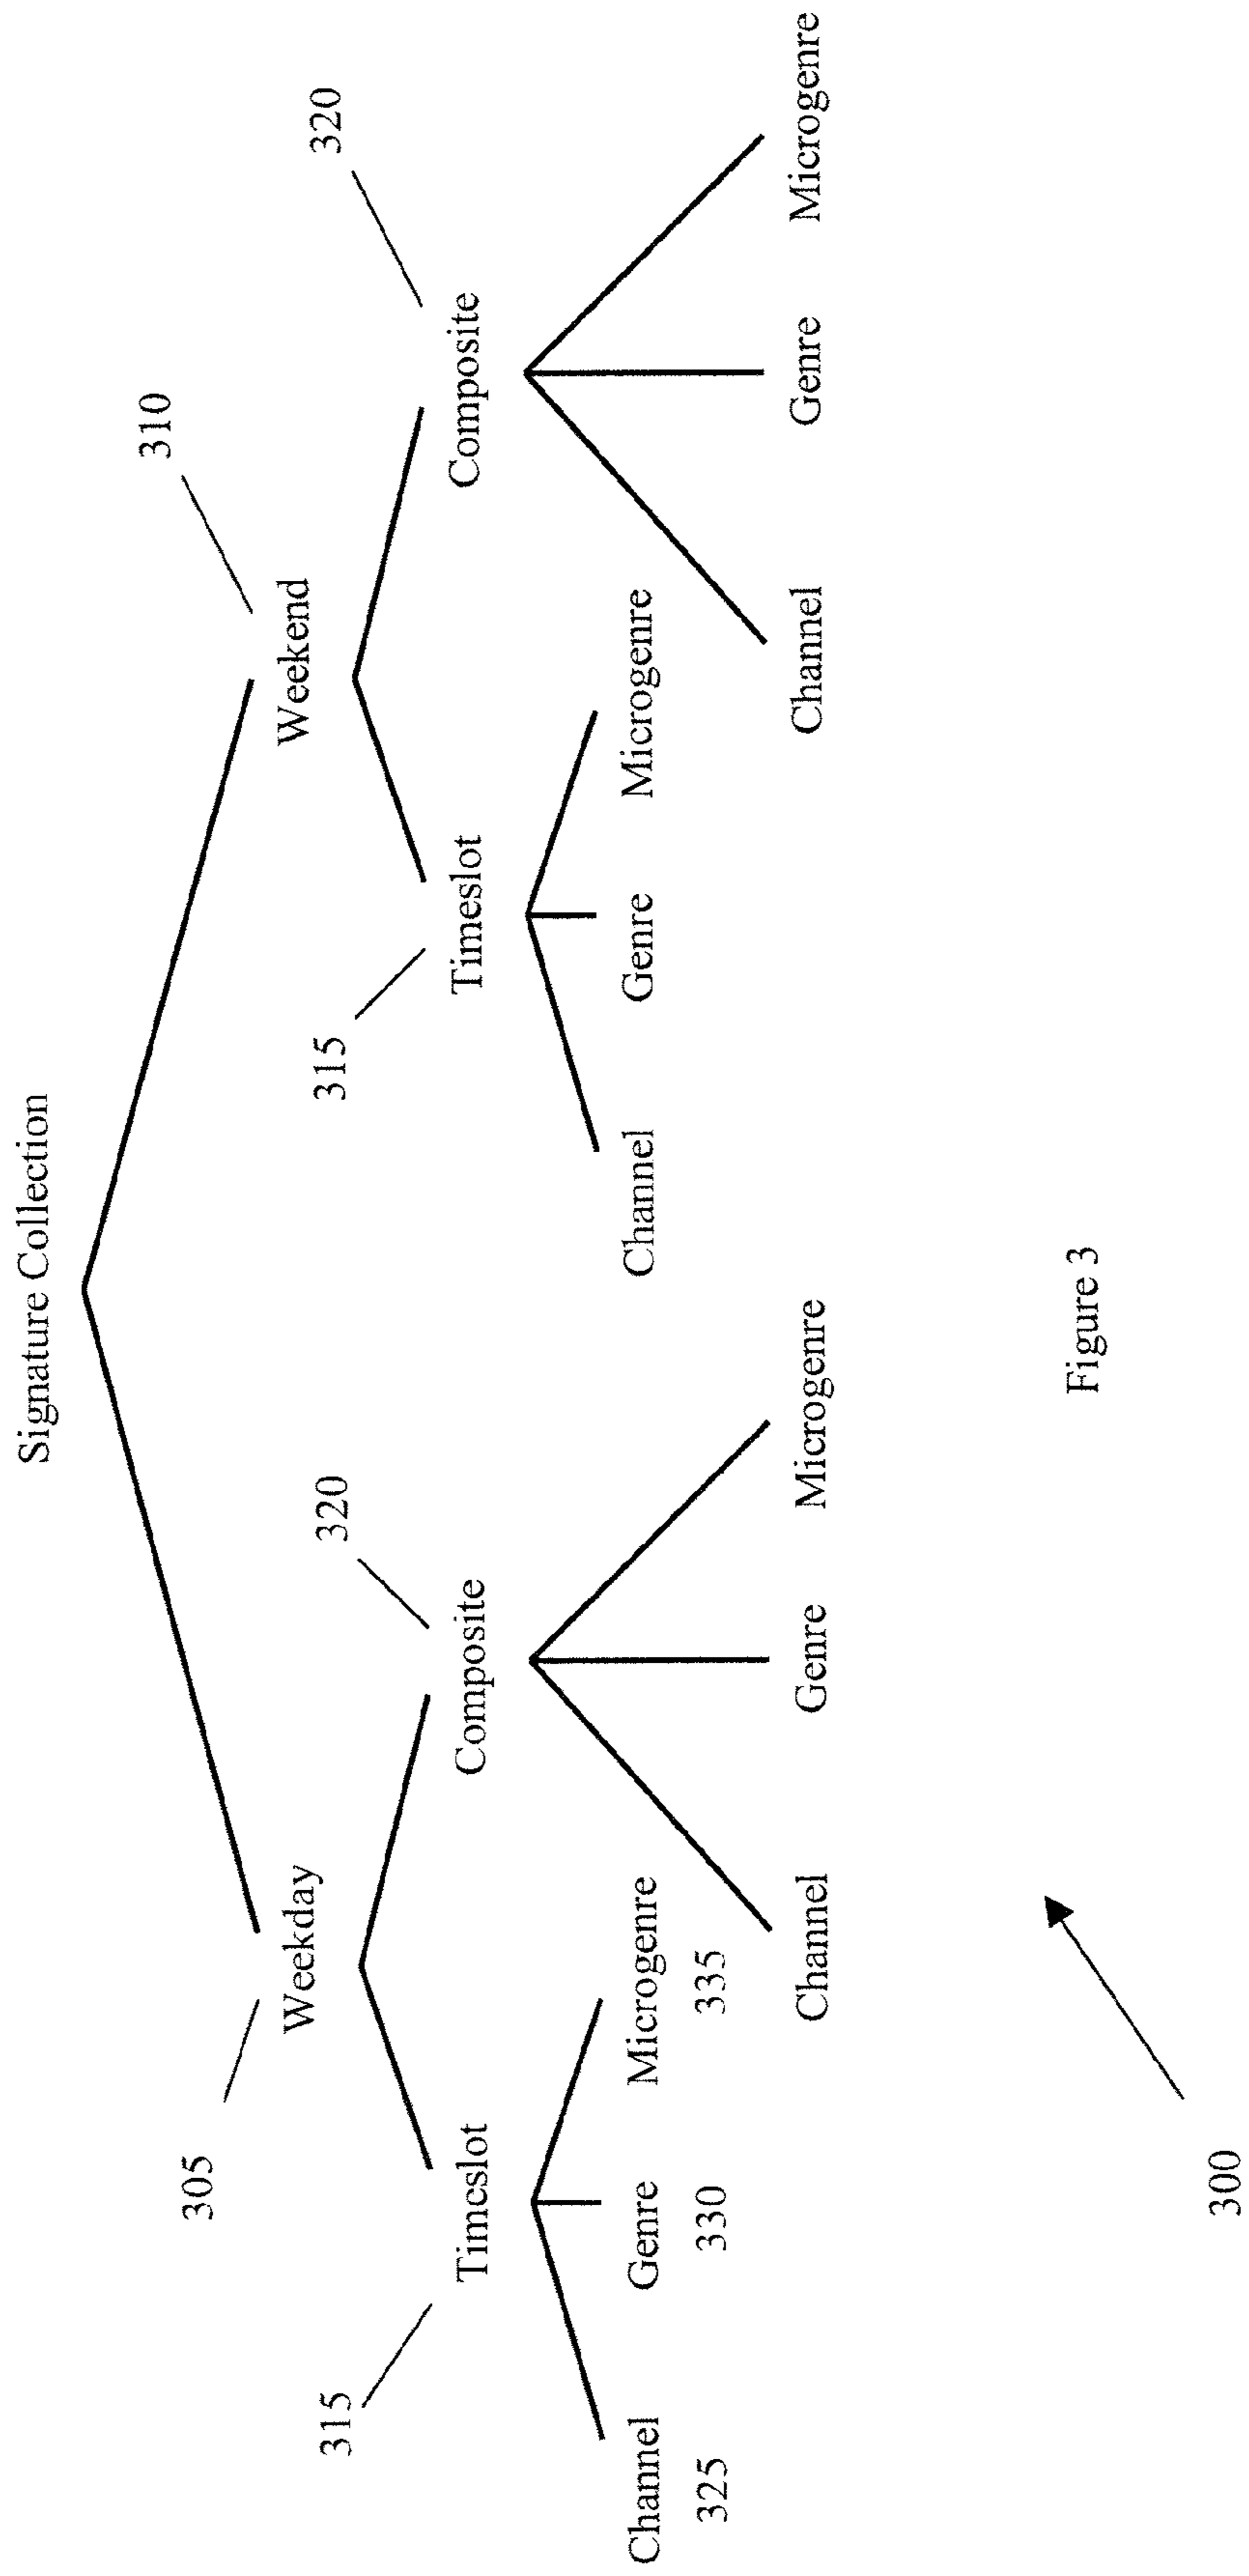 Signature Collection
310
305
Weekday
Weekend
315
320
315
320
Timeslot
Composite
Timeslot
Composite
Channel
Genre
Microgenre
Channel
Genre
Microgenre
325
330
335
Channel
Genre
Microgenre
Channel
Genre
Microgenre
Figure 3
300